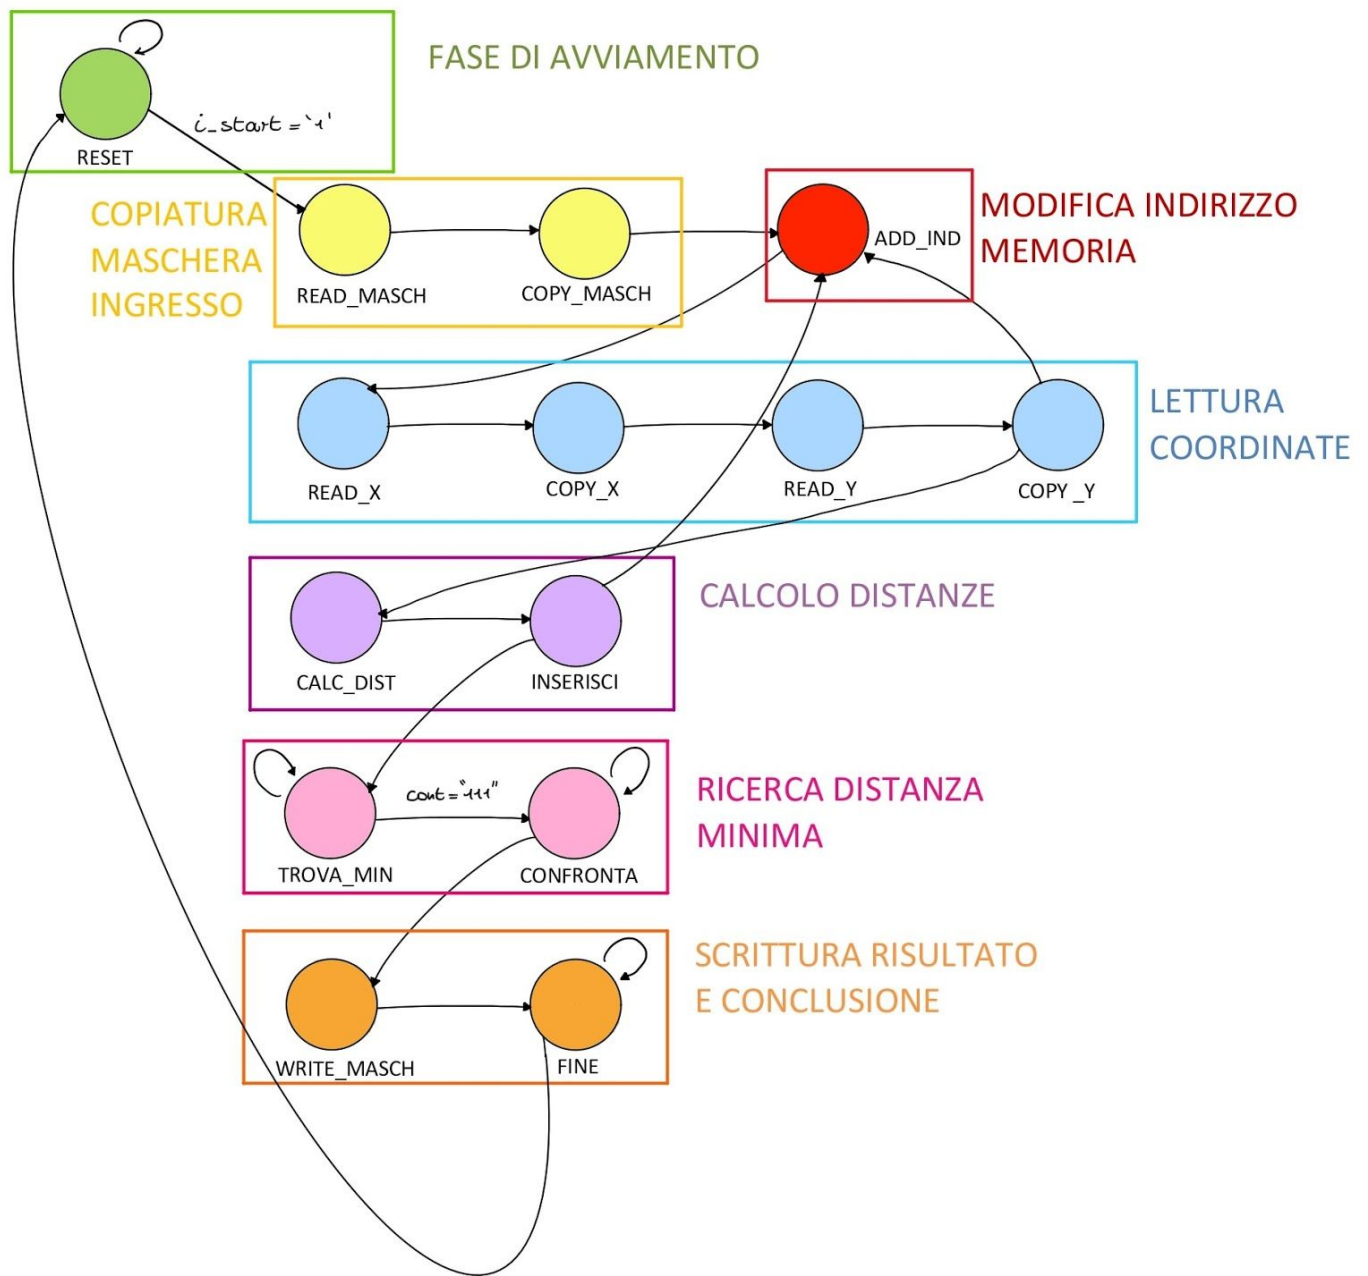 FASE DI AVVIAMENTO
i_start = '1'
RESET
COPIATURA
MASCHERA
INGRESSO
READ_MASCH
COPY_MASCH
ADD_IND
MODIFICA INDIRIZZO
MEMORIA
READ_X
COPY_X
READ_Y
COPY _Y
LETTURA
COORDINATE
CALC_DIST
INSERISCI
CALCOLO DISTANZE
cont="111"
TROVA_MIN
CONFRONTA
RICERCA DISTANZA
MINIMA
WRITE_MASCH
FINE
SCRITTURA RISULTATO
E CONCLUSIONE